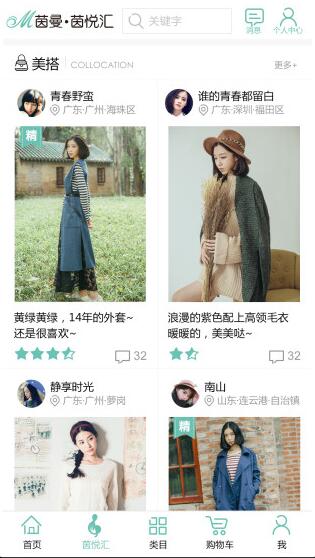 M茵曼·茵悦汇
关键字
消息
个人中心
美搭 COLLOCATION 更多+
青春野蛮
广东·广州·海珠区
谁的青春都留白
广东·深圳·福田区
精
黄绿黄绿，14年的外套~
还是很喜欢~
32
浪漫的紫色配上高领毛衣
暖暖的，美美哒~
32
静享时光
广东·广州·萝岗
南山
山东·连云港·自治镇
精
首页
茵悦汇
类目
购物车
我